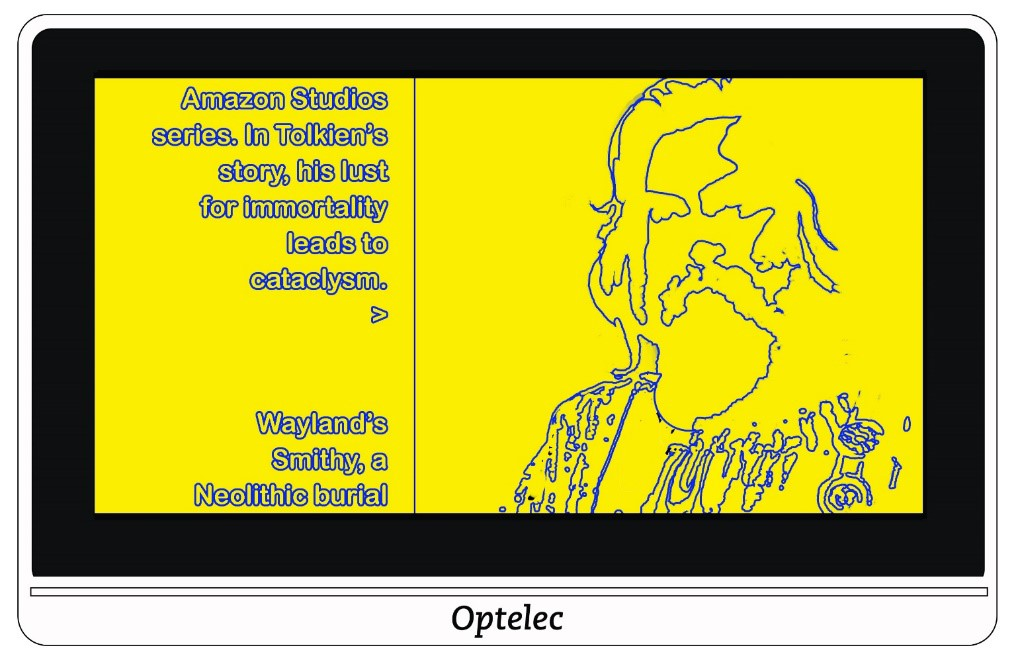 Amazon Studios
series. In Tolkien's
story, his lust
for immortality
leads to
cataclysm.
>
Wayland's
Smithy, a
Neolithic burial
Optelec